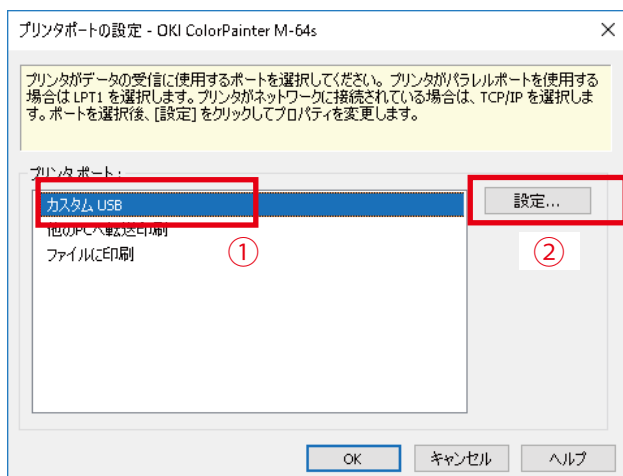 プリンタポートの設定 - OKI ColorPainter M-64s
プリンタがデータの受信に使用するポートを選択してください。プリンタがパラレルポートを使用する
場合は LPT1 を選択します。プリンタがネットワークに接続されている場合は、TCP/IP を選択しま
す。ポートを選択後、[設定] をクリックしてプロパティを変更します。
プリンタ ポート :
カスタム USB
設定...
他のPCへ転送印刷
ファイルに印刷
①
②
OK
キャンセル
ヘルプ